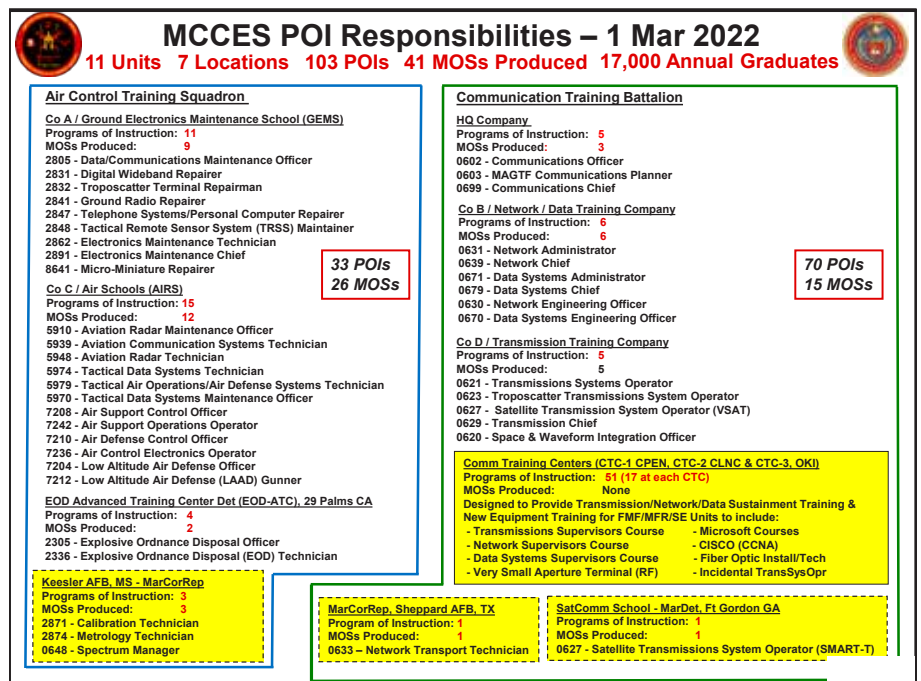 MCCES POI Responsibilities – 1 Mar 2022
11 Units 7 Locations 103 POIs 41 MOSs Produced 17,000 Annual Graduates
Air Control Training Squadron
Co A / Ground Electronics Maintenance School (GEMS)
Programs of Instruction: 11
MOSs Produced: 9
2805 - Data/Communications Maintenance Officer
2831 - Digital Wideband Repairer
2832 - Troposcatter Terminal Repairman
2841 - Ground Radio Repairer
2847 - Telephone Systems/Personal Computer Repairer
2848 - Tactical Remote Sensor System (TRSS) Maintainer
2862 - Electronics Maintenance Technician
2891 - Electronics Maintenance Chief
8641 - Micro-Miniature Repairer
33 POIs
26 MOSs
Co C / Air Schools (AIRS)
Programs of Instruction: 15
MOSs Produced: 12
5910 - Aviation Radar Maintenance Officer
5939 - Aviation Communication Systems Technician
5948 - Aviation Radar Technician
5974 - Tactical Data Systems Technician
5979 - Tactical Air Operations/Air Defense Systems Technician
5970 - Tactical Data Systems Maintenance Officer
7208 - Air Support Control Officer
7242 - Air Support Operations Operator
7210 - Air Defense Control Officer
7236 - Air Control Electronics Operator
7204 - Low Altitude Air Defense Officer
7212 - Low Altitude Air Defense (LAAD) Gunner
EOD Advanced Training Center Det (EOD-ATC), 29 Palms CA
Programs of Instruction: 4
MOSs Produced: 2
2305 - Explosive Ordnance Disposal Officer
2336 - Explosive Ordnance Disposal (EOD) Technician
Keesler AFB, MS - MarCorRep
Programs of Instruction: 3
MOSs Produced: 3
2871 - Calibration Technician
2874 - Metrology Technician
0648 - Spectrum Manager
Communication Training Battalion
HQ Company
Programs of Instruction: 5
MOSs Produced: 3
0602 - Communications Officer
0603 - MAGTF Communications Planner
0699 - Communications Chief
Co B / Network / Data Training Company
Programs of Instruction: 6
MOSs Produced: 6
0631 - Network Administrator
0639 - Network Chief
0671 - Data Systems Administrator
0679 - Data Systems Chief
0630 - Network Engineering Officer
0670 - Data Systems Engineering Officer
70 POIs
15 MOSs
Co D / Transmission Training Company
Programs of Instruction: 5
MOSs Produced: 5
0621 - Transmissions Systems Operator
0623 - Troposcatter Transmissions System Operator
0627 - Satellite Transmission System Operator (VSAT)
0629 - Transmission Chief
0620 - Space & Waveform Integration Officer
Comm Training Centers (CTC-1 CPEN, CTC-2 CLNC & CTC-3, OKI)
Programs of Instruction: 51 (17 at each CTC)
MOSs Produced: None
Designed to Provide Transmission/Network/Data Sustainment Training &
New Equipment Training for FMF/MFR/SE Units to include:
- Transmissions Supervisors Course - Microsoft Courses
- Network Supervisors Course - CISCO (CCNA)
- Data Systems Supervisors Course - Fiber Optic Install/Tech
- Very Small Aperture Terminal (RF) - Incidental TransSysOpr
MarCorRep, Sheppard AFB, TX
Program of Instruction: 1
MOSs Produced: 1
0633 – Network Transport Technician
SatComm School - MarDet, Ft Gordon GA
Programs of Instruction: 1
MOSs Produced: 1
0627 - Satellite Transmissions System Operator (SMART-T)